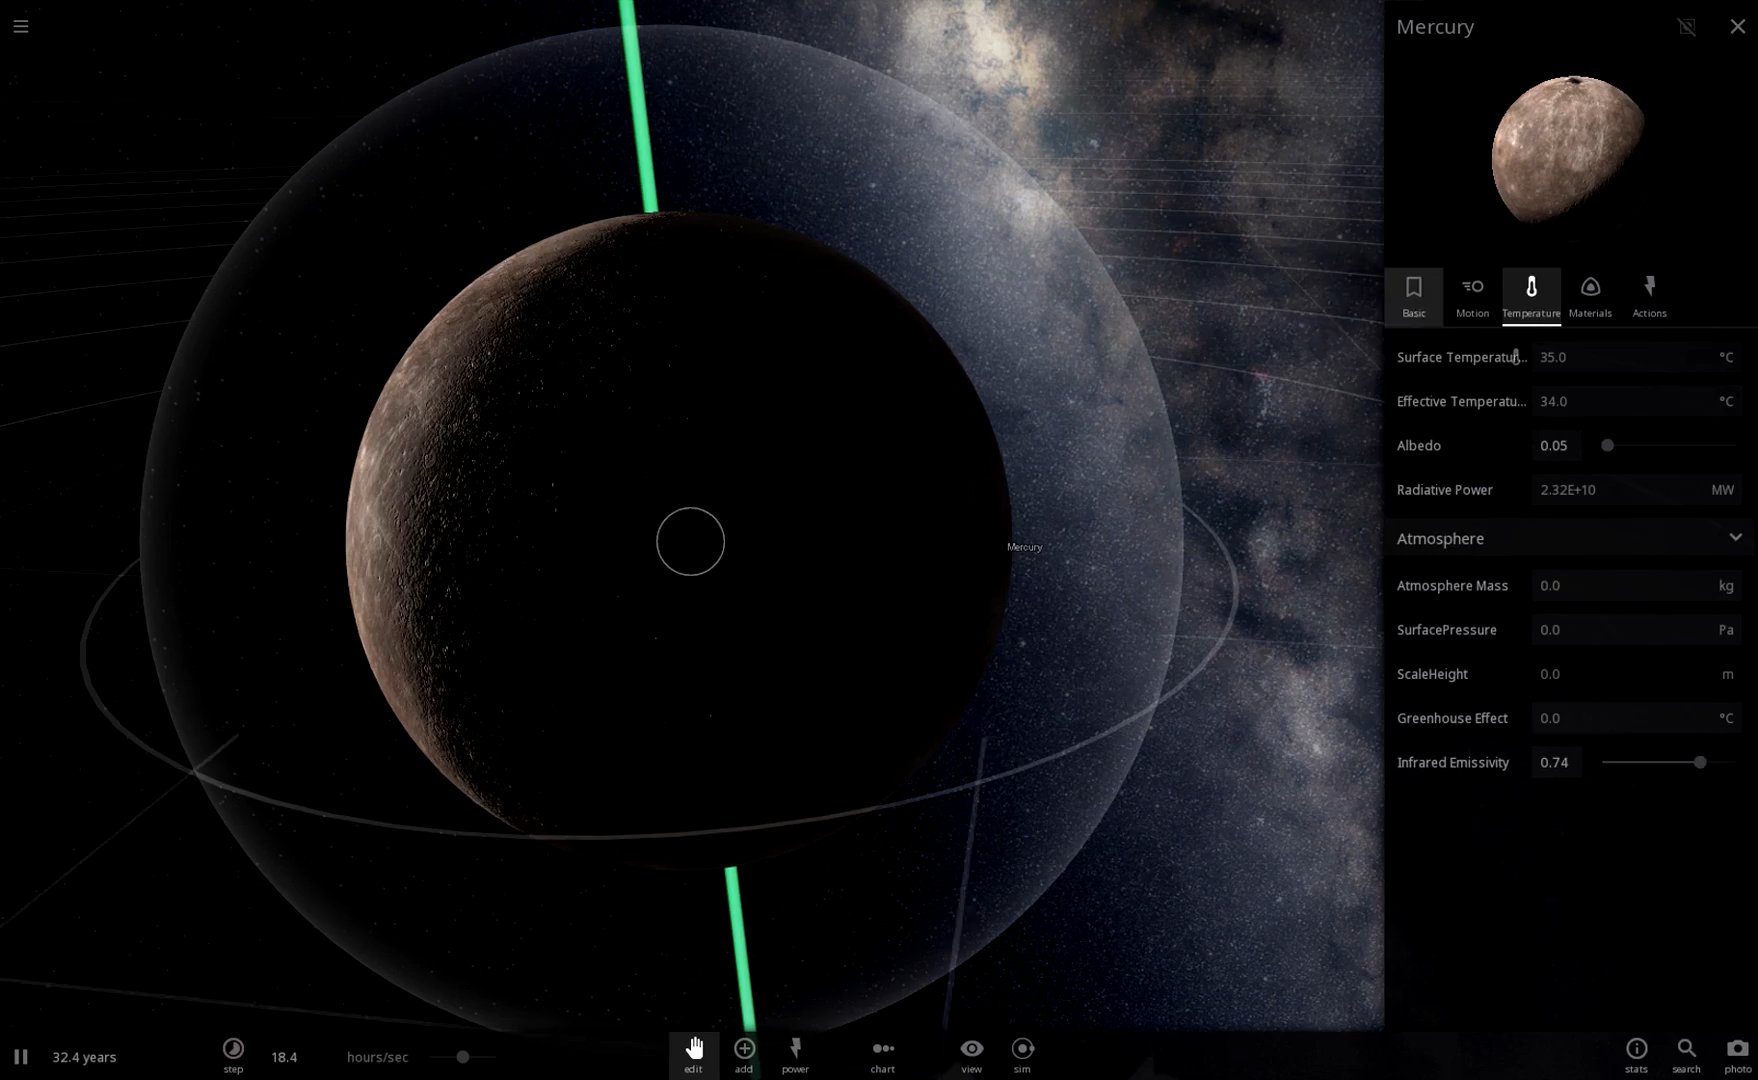 Mercury
Basic
Motion
Temperature
Materials
Actions
Surface Temperatur... 35.0 °C
Effective Temperatu... 34.0 °C
Albedo 0.05
Radiative Power 2.32E+10 MW
Atmosphere
Atmosphere Mass 0.0 kg
SurfacePressure 0.0 Pa
ScaleHeight 0.0 m
Greenhouse Effect 0.0 °C
Infrared Emissivity 0.74
Mercury
32.4 years
step
18.4 hours/sec
edit
add
power
chart
view
sim
stats
search
photo